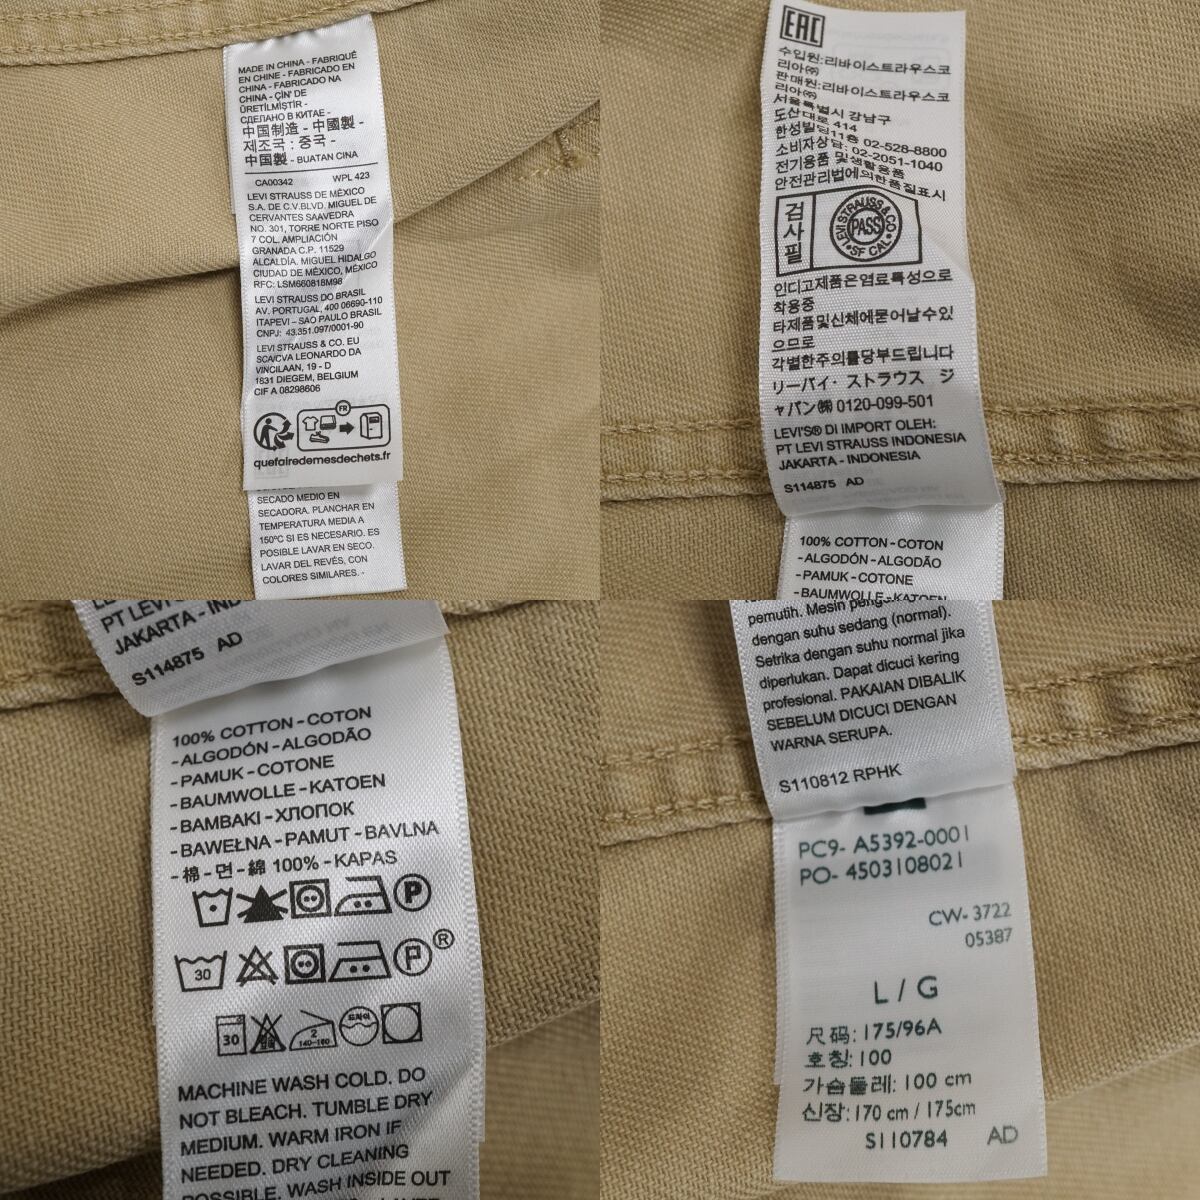 MADE IN CHINA - FABRIQUÉ
EN CHINE - FABRICADO EN
CHINA - FABRICADO NA
CHINA - ÇİN' DE
ÜRETİLMİŞTİR -
СДЕЛАНО В КИТАЕ -
中国制造 - 中國製 -
제조국 : 중국 -
中国製 - BUATAN CINA
CA00342 WPL 423
LEVI STRAUSS DE MÉXICO
S.A. DE C.V.BLVD. MIGUEL DE
CERVANTES SAAVEDRA
NO. 301, TORRE NORTE PISO
7 COL. AMPLIACIÓN
GRANADA C.P. 11529
ALCALDÍA. MIGUEL HIDALGO
CIUDAD DE MÉXICO, MÉXICO
RFC: LSM660818M98
LEVI STRAUSS DO BRASIL
AV. PORTUGAL, 400 06690-110
ITAPEVI – SAO PAULO BRASIL
CNPJ: 43.351.097/0001-90
LEVI STRAUSS & CO. EU
SCA/CVA LEONARDO DA
VINCILAAN, 19 - D
1831 DIEGEM, BELGIUM
CIF A 08298606
FR
quefairedemesdechets.fr
SECADO MEDIO EN
SECADORA. PLANCHAR EN
TEMPERATURA MEDIA A
150ºC SI ES NECESARIO. ES
POSIBLE LAVAR EN SECO.
LAVAR DEL REVÉS, CON
COLORES SIMILARES. -
EAC
수입원:리바이스트라우스코
리아㈜
판매원:리바이스트라우스코
리아㈜
서울특별시 강남구
도산대로 414
한성빌딩11층 02-528-8800
소비자상담: 02-2051-1040
전기용품 및생활용품
안전관리법에의한품질표시
검사필
LEVI STRAUSS & CO
PASS
SF CAL
인디고제품은염료특성으로
착용중
타제품및신체에묻어날수있
으므로
각별한주의를당부드립니다
リーバイ・ストラウス ジ
ャパン㈱ 0120-099-501
LEVI'S® DI IMPORT OLEH:
PT LEVI STRAUSS INDONESIA
JAKARTA - INDONESIA
S114875 AD
100% COTTON - COTON
- ALGODÓN - ALGODÃO
- PAMUK - COTONE
- BAUMWOLLE - KATOEN
PT LEVI
JAKARTA - IND
S114875 AD
100% COTTON - COTON
- ALGODÓN - ALGODÃO
- PAMUK - COTONE
- BAUMWOLLE - KATOEN
- BAMBAKI - ХЛОПОК
- BAWEŁNA - PAMUT - BAVLNA
- 棉 - 면 - 綿 100% - KAPAS
P
30 P ®
30 2 140-160 드라이
MACHINE WASH COLD. DO
NOT BLEACH. TUMBLE DRY
MEDIUM. WARM IRON IF
NEEDED. DRY CLEANING
POSSIBLE. WASH INSIDE OUT
pemutih. Mesin
dengan suhu sedang (normal).
Setrika dengan suhu normal jika
diperlukan. Dapat dicuci kering
profesional. PAKAIAN DIBALIK
SEBELUM DICUCI DENGAN
WARNA SERUPA.
S110812 RPHK
PC9- A5392-0001
PO- 4503108021
CW- 3722
05387
L / G
尺码: 175/96A
호칭: 100
가슴둘레: 100 cm
신장: 170 cm / 175cm
S110784 AD